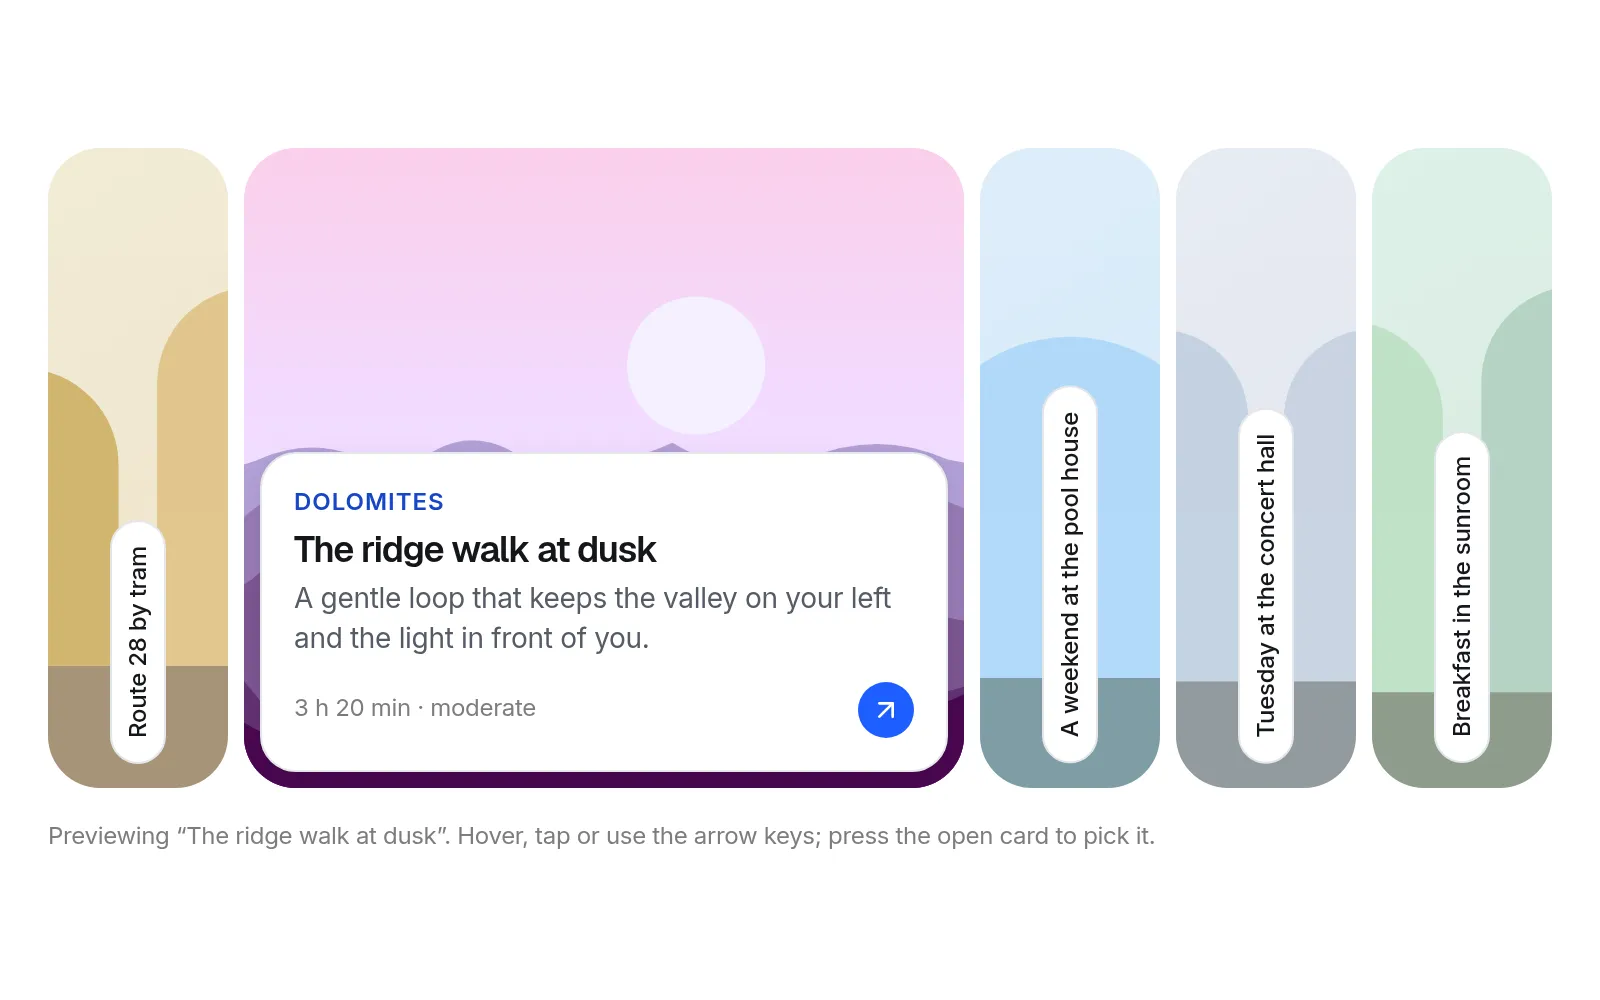 Route 28 by tram
DOLOMITES
The ridge walk at dusk
A gentle loop that keeps the valley on your left
and the light in front of you.
3 h 20 min · moderate
A weekend at the pool house
Tuesday at the concert hall
Breakfast in the sunroom
Previewing “The ridge walk at dusk”. Hover, tap or use the arrow keys; press the open card to pick it.